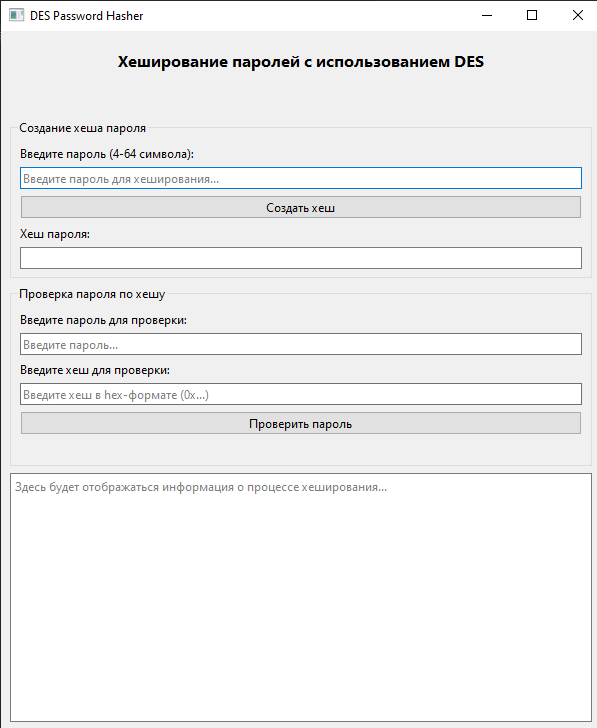 DES Password Hasher
Хеширование паролей с использованием DES
Создание хеша пароля
Введите пароль (4-64 символа):
Введите пароль для хеширования...
Создать хеш
Хеш пароля:
Проверка пароля по хешу
Введите пароль для проверки:
Введите пароль...
Введите хеш для проверки:
Введите хеш в hex-формате (0x...)
Проверить пароль
Здесь будет отображаться информация о процессе хеширования...